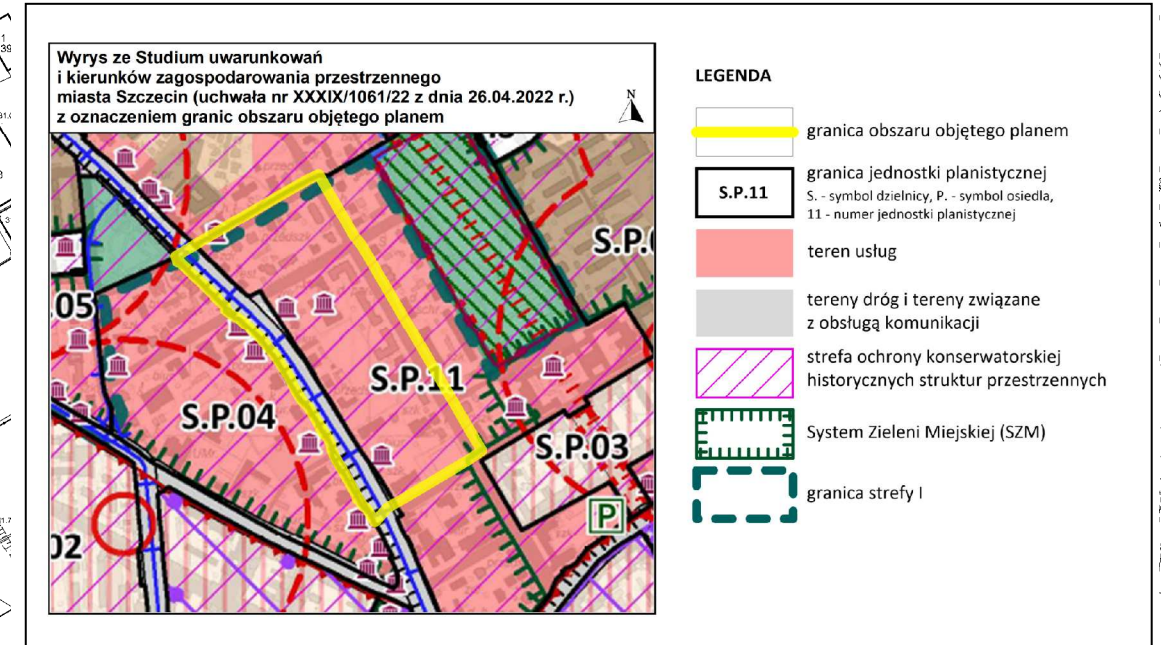 Wyrys ze Studium uwarunkowań
i kierunków zagospodarowania przestrzennego
miasta Szczecin (uchwała nr XXXIX/1061/22 z dnia 26.04.2022 r.)
z oznaczeniem granic obszaru objętego planem
N
S.P.
.05
S.P.11
S.P.04
S.P.03
P
02
LEGENDA
granica obszaru objętego planem
granica jednostki planistycznej
S.P.11
S. - symbol dzielnicy, P. - symbol osiedla,
11 - numer jednostki planistycznej
teren usług
tereny dróg i tereny związane
z obsługą komunikacji
strefa ochrony konserwatorskiej
historycznych struktur przestrzennych
System Zieleni Miejskiej (SZM)
granica strefy I